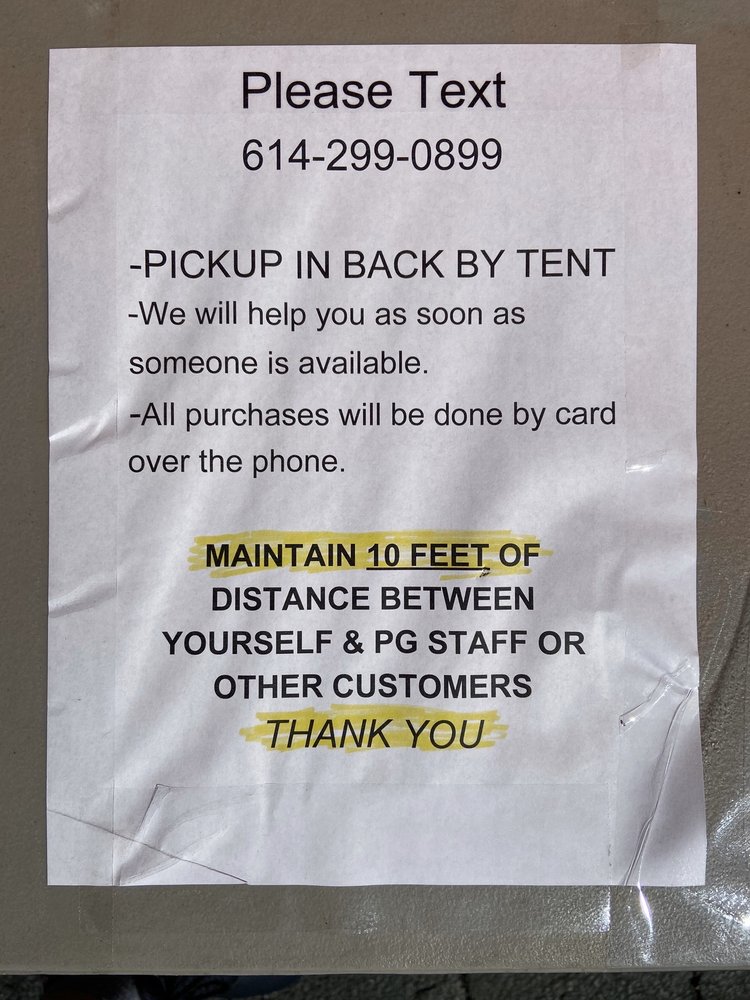 Please Text
614-299-0899
-PICKUP IN BACK BY TENT
-We will help you as soon as
someone is available.
-All purchases will be done by card
over the phone.
MAINTAIN 10 FEET OF
DISTANCE BETWEEN
YOURSELF & PG STAFF OR
OTHER CUSTOMERS
THANK YOU